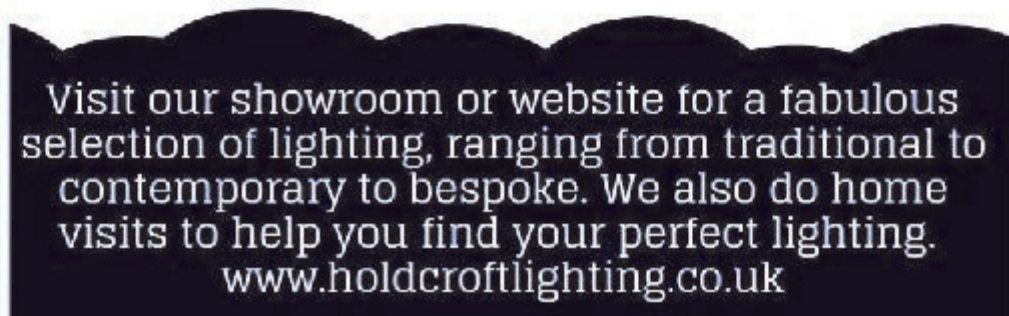 Visit our showroom or website for a fabulous
selection of lighting, ranging from traditional to
contemporary to bespoke. We also do home
visits to help you find your perfect lighting.
www.holdcroftlighting.co.uk